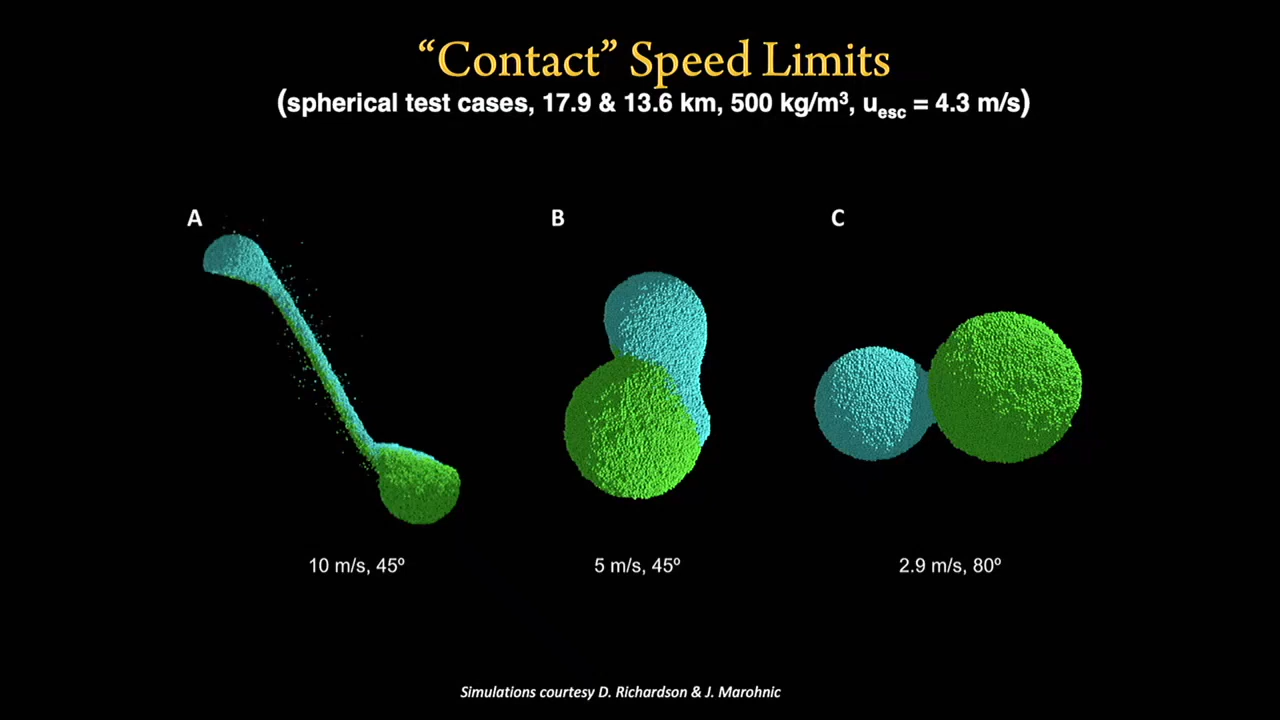 “Contact” Speed Limits
(spherical test cases, 17.9 & 13.6 km, 500 kg/m³, uesc = 4.3 m/s)
A
B
C
10 m/s, 45º
5 m/s, 45º
2.9 m/s, 80º
Simulations courtesy D. Richardson & J. Marohnic